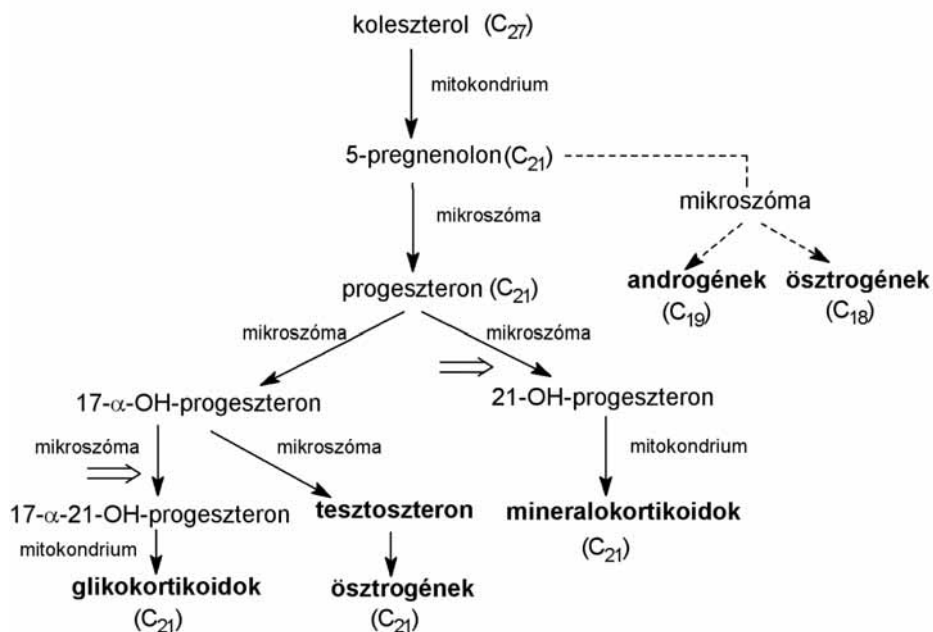 koleszterol (C27)
mitokondrium
5-pregnenolon (C21)
mikroszóma
mikroszóma
androgének ösztrogének
(C19) (C18)
progeszteron (C21)
mikroszóma mikroszóma
17-α-OH-progeszteron 21-OH-progeszteron
mikroszóma mikroszóma mitokondrium
17-α-21-OH-progeszteron tesztoszteron mineralokortikoidok
(C21)
mitokondrium
glikokortikoidok ösztrogének
(C21) (C21)